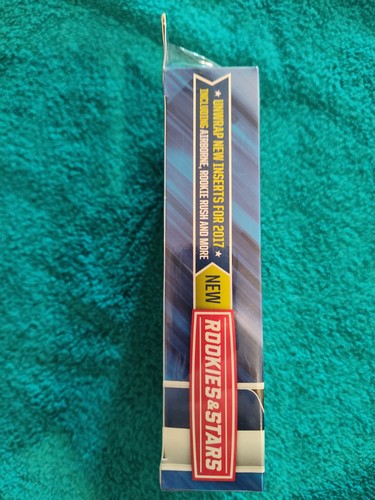 ★ UNWRAP NEW INSERTS FOR 2017 ★
INCLUDING AIRBORNE, ROOKIE RUSH AND MORE
NEW
ROOKIES & STARS